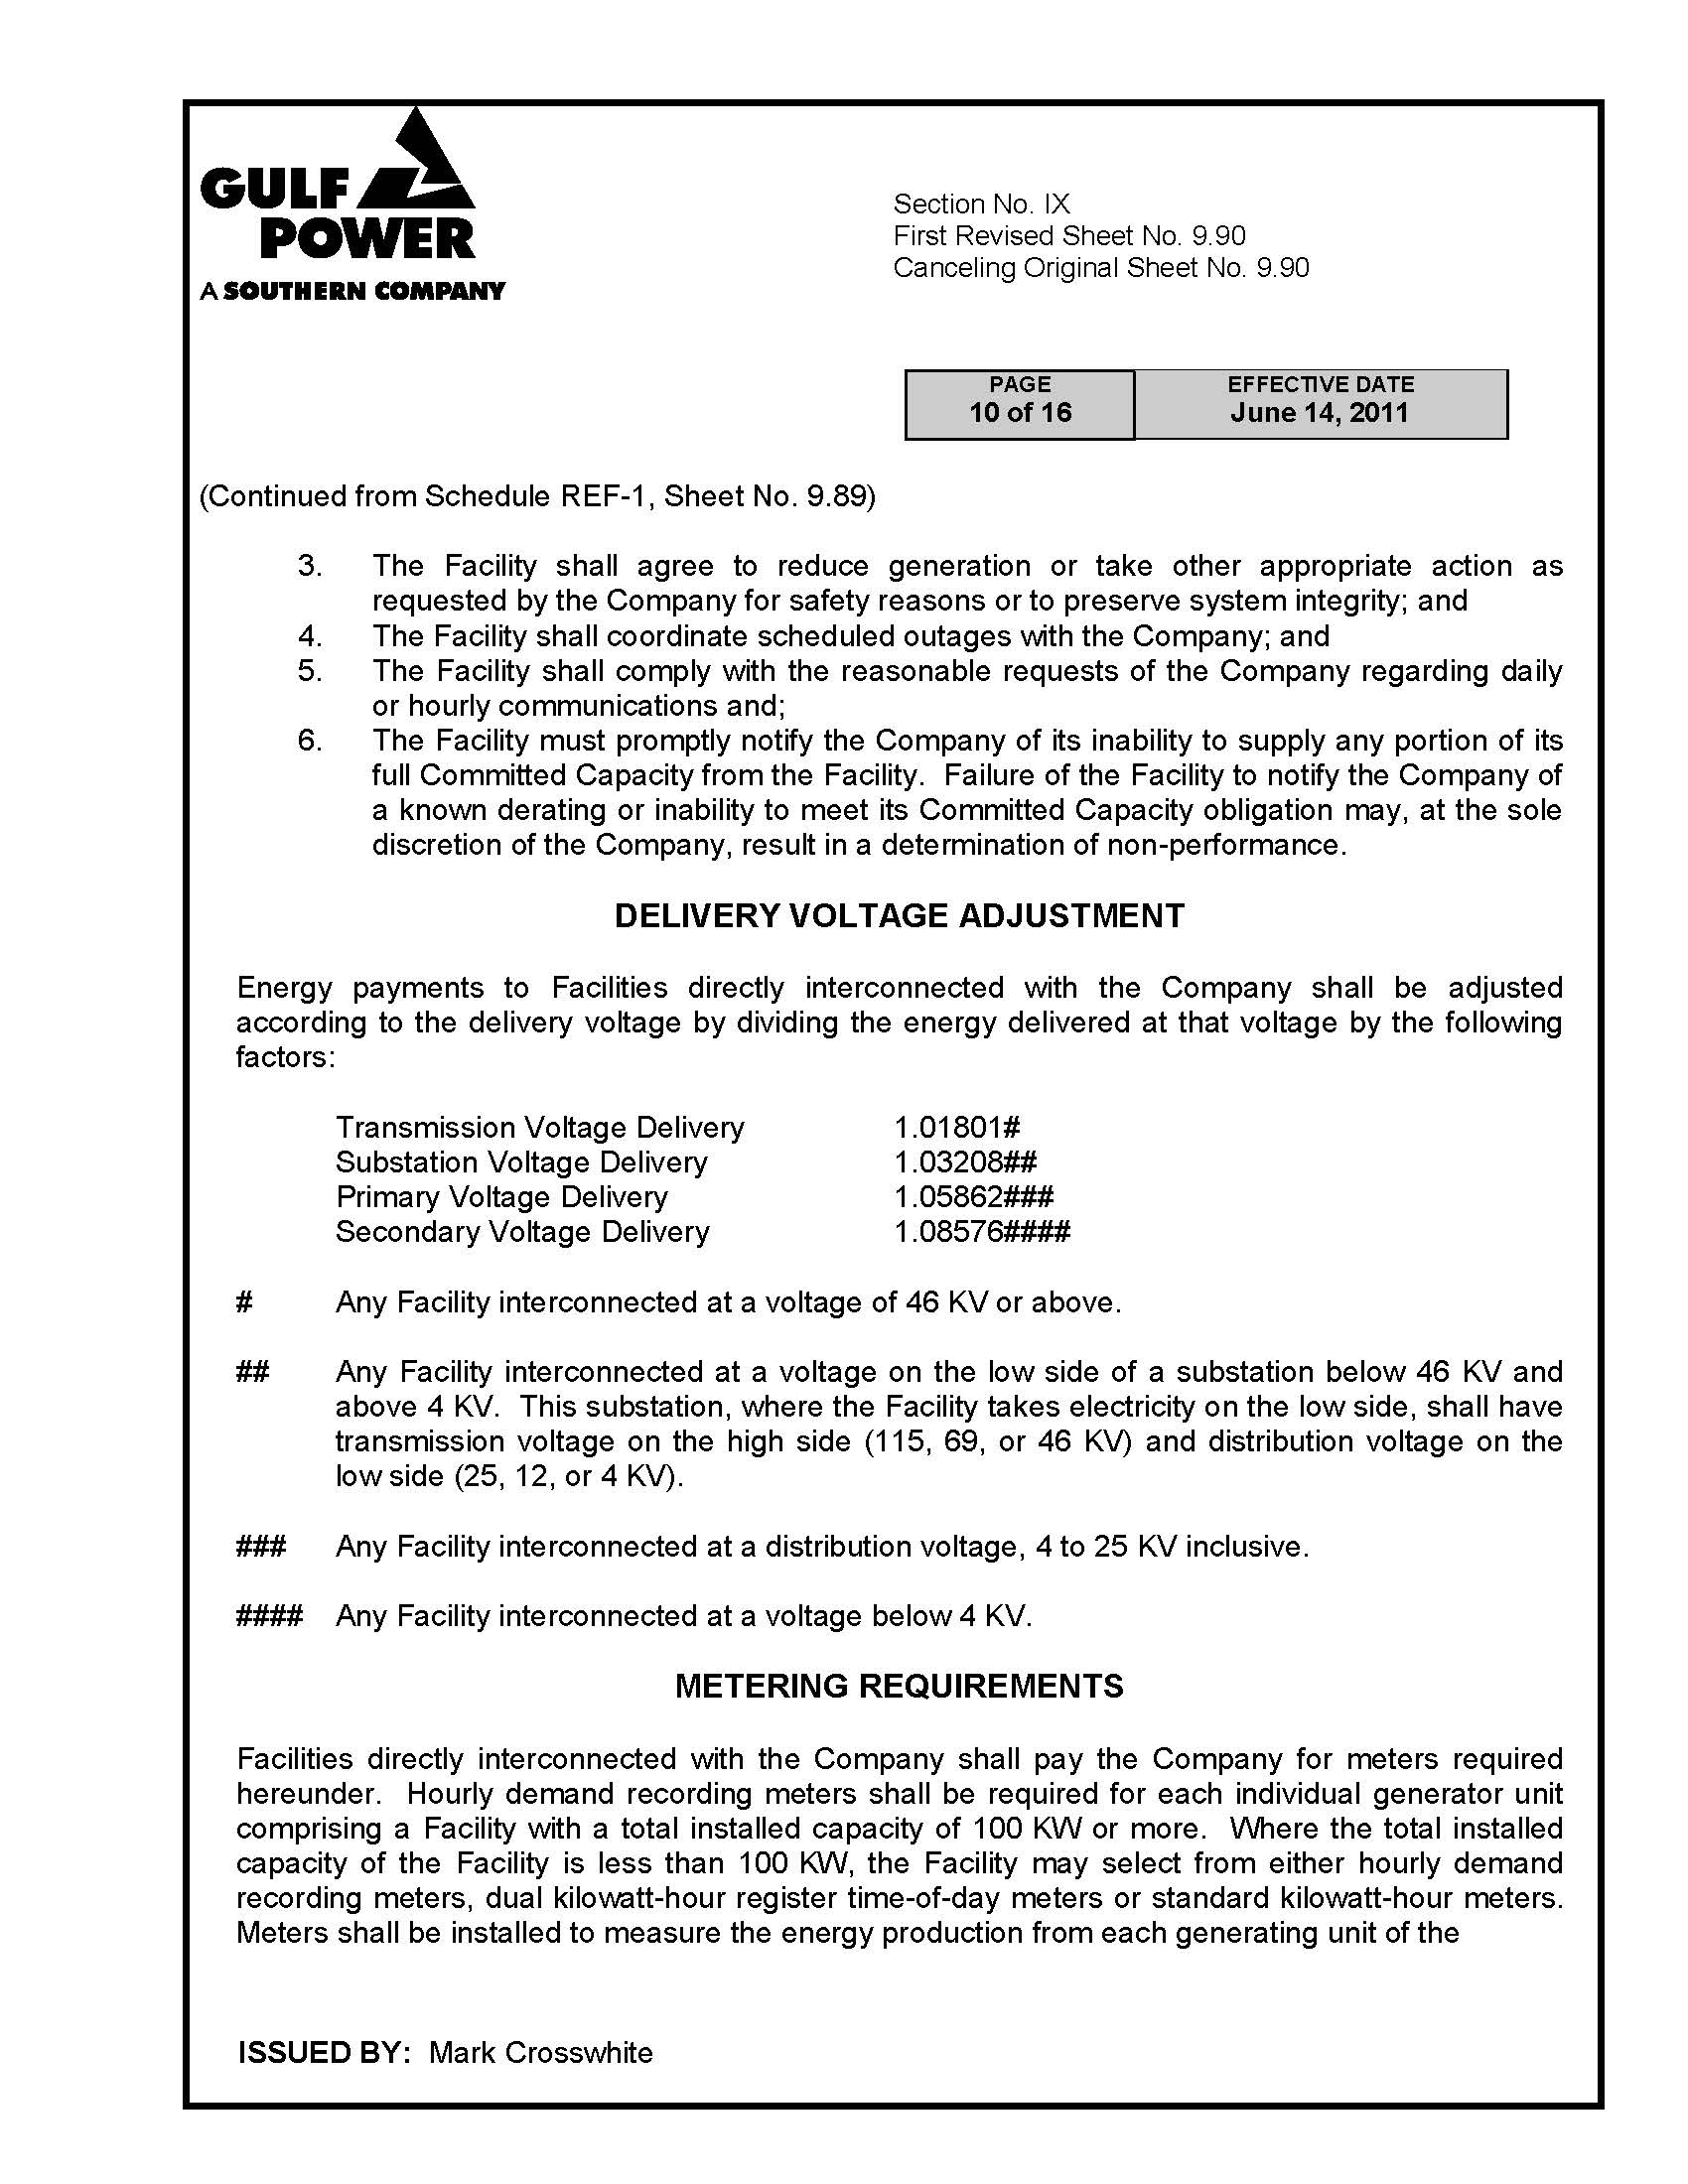 GULF
POWER
A SOUTHERN COMPANY
Section No. IX
First Revised Sheet No. 9.90
Canceling Original Sheet No. 9.90
PAGE EFFECTIVE DATE
10 of 16 June 14, 2011
(Continued from Schedule REF-1, Sheet No. 9.89)
3. The Facility shall agree to reduce generation or take other appropriate action as
requested by the Company for safety reasons or to preserve system integrity; and
4. The Facility shall coordinate scheduled outages with the Company; and
5. The Facility shall comply with the reasonable requests of the Company regarding daily
or hourly communications and;
6. The Facility must promptly notify the Company of its inability to supply any portion of its
full Committed Capacity from the Facility. Failure of the Facility to notify the Company of
a known derating or inability to meet its Committed Capacity obligation may, at the sole
discretion of the Company, result in a determination of non-performance.
DELIVERY VOLTAGE ADJUSTMENT
Energy payments to Facilities directly interconnected with the Company shall be adjusted
according to the delivery voltage by dividing the energy delivered at that voltage by the following
factors:
Transmission Voltage Delivery 1.01801#
Substation Voltage Delivery 1.03208##
Primary Voltage Delivery 1.05862###
Secondary Voltage Delivery 1.08576####
# Any Facility interconnected at a voltage of 46 KV or above.
## Any Facility interconnected at a voltage on the low side of a substation below 46 KV and
above 4 KV. This substation, where the Facility takes electricity on the low side, shall have
transmission voltage on the high side (115, 69, or 46 KV) and distribution voltage on the
low side (25, 12, or 4 KV).
### Any Facility interconnected at a distribution voltage, 4 to 25 KV inclusive.
#### Any Facility interconnected at a voltage below 4 KV.
METERING REQUIREMENTS
Facilities directly interconnected with the Company shall pay the Company for meters required
hereunder. Hourly demand recording meters shall be required for each individual generator unit
comprising a Facility with a total installed capacity of 100 KW or more. Where the total installed
capacity of the Facility is less than 100 KW, the Facility may select from either hourly demand
recording meters, dual kilowatt-hour register time-of-day meters or standard kilowatt-hour meters.
Meters shall be installed to measure the energy production from each generating unit of the
ISSUED BY: Mark Crosswhite